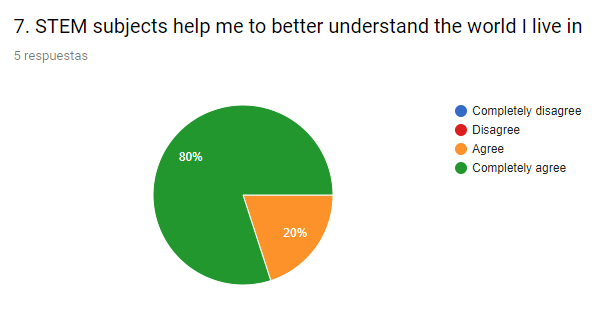 7. STEM subjects help me to better understand the world I live in
5 respuestas
Completely disagree
Disagree
Agree
Completely agree
80%
20%